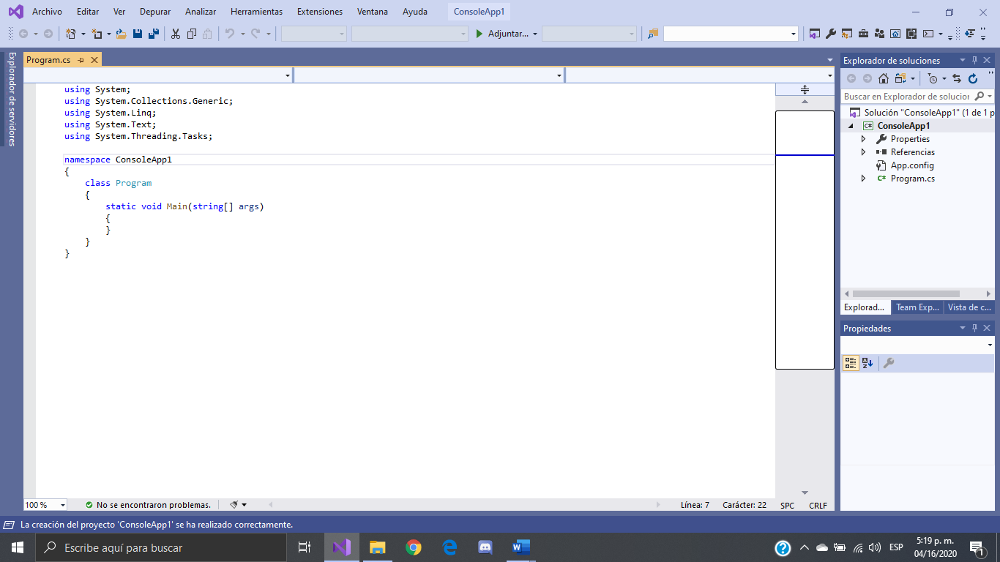 Archivo Editar Ver Depurar Analizar Herramientas Extensiones Ventana Ayuda ConsoleApp1
Adjuntar...
Explorador de servidores
Program.cs
using System;
using System.Collections.Generic;
using System.Linq;
using System.Text;
using System.Threading.Tasks;
namespace ConsoleApp1
{
class Program
{
static void Main(string[] args)
{
}
}
}
100 % No se encontraron problemas. Línea: 7 Carácter: 22 SPC CRLF
Explorador de soluciones
Buscar en Explorador de solucior
Solución "ConsoleApp1" (1 de 1 p
C# ConsoleApp1
Properties
Referencias
App.config
C# Program.cs
Explorad... Team Exp... Vista de c...
Propiedades
La creación del proyecto 'ConsoleApp1' se ha realizado correctamente.
Escribe aquí para buscar
ESP
5:19 p. m.
04/16/2020
1